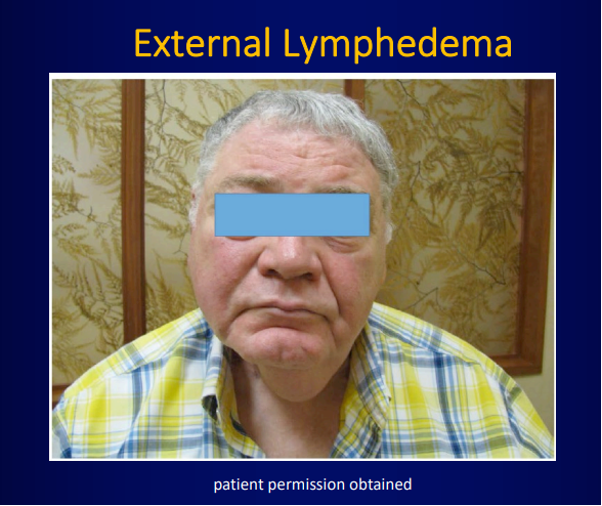 External Lymphedema
patient permission obtained